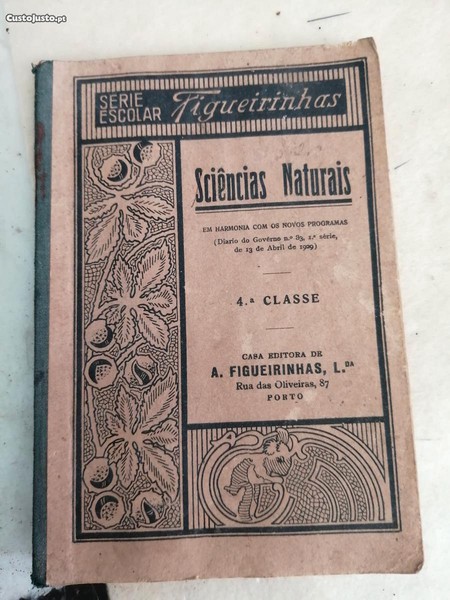 CustoJusto.pt
SERIE
ESCOLAR
Figueirinhas
Sciências Naturais
EM HARMONIA COM OS NOVOS PROGRAMAS
(Diario do Govêrno n.º 83, 1.ª série,
de 13 de Abril de 1929)
4.ª CLASSE
CASA EDITORA DE
A. FIGUEIRINHAS, L.DA
Rua das Oliveiras, 87
PORTO